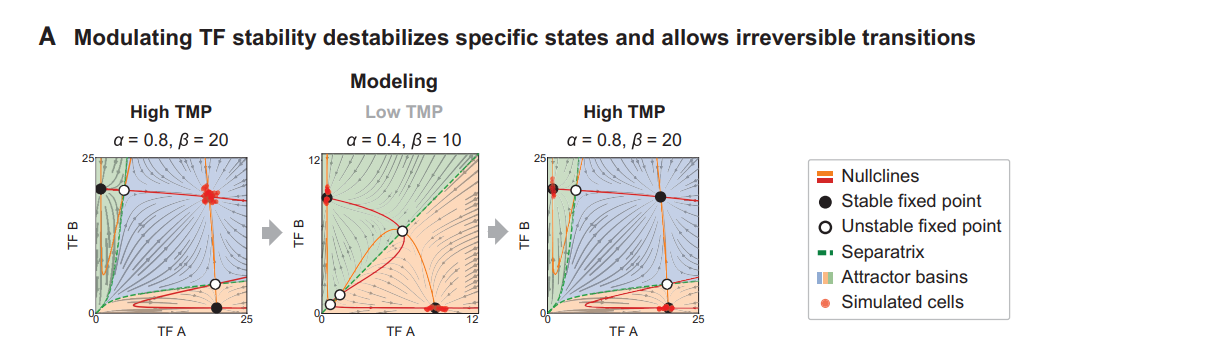 A Modulating TF stability destabilizes specific states and allows irreversible transitions
Modeling
High TMP
Low TMP
High TMP
α = 0.8, β = 20
α = 0.4, β = 10
α = 0.8, β = 20
25
TF B
0
0
TF A
25
12
TF B
0
0
TF A
12
25
TF B
0
0
TF A
25
Nullclines
Stable fixed point
Unstable fixed point
Separatrix
Attractor basins
Simulated cells